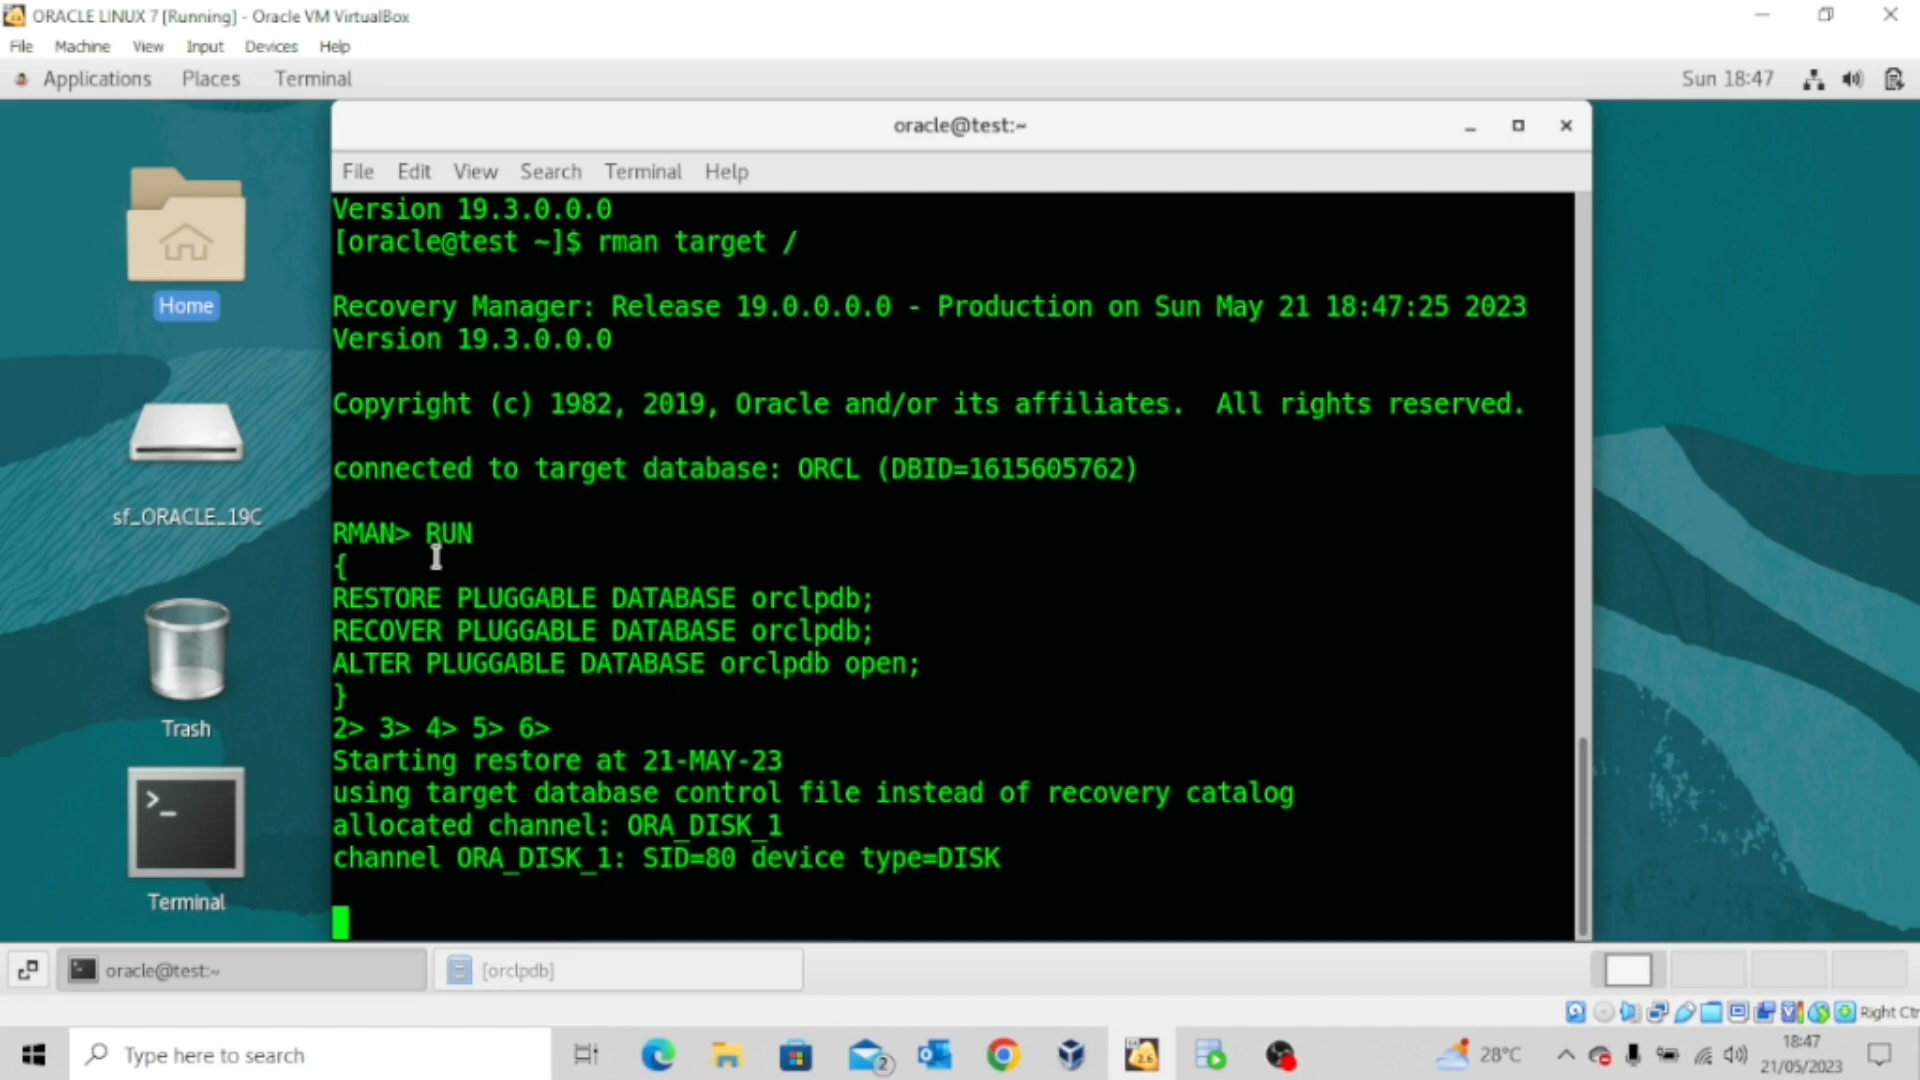 ORACLE LINUX 7 [Running] - Oracle VM VirtualBox
File Machine View Input Devices Help
Applications Places Terminal Sun 18:47
oracle@test:~
File Edit View Search Terminal Help
Version 19.3.0.0.0
[oracle@test ~]$ rman target /
Recovery Manager: Release 19.0.0.0.0 - Production on Sun May 21 18:47:25 2023
Version 19.3.0.0.0
Copyright (c) 1982, 2019, Oracle and/or its affiliates.  All rights reserved.
connected to target database: ORCL (DBID=1615605762)
RMAN> RUN
{
RESTORE PLUGGABLE DATABASE orclpdb;
RECOVER PLUGGABLE DATABASE orclpdb;
ALTER PLUGGABLE DATABASE orclpdb open;
}
2> 3> 4> 5> 6>
Starting restore at 21-MAY-23
using target database control file instead of recovery catalog
allocated channel: ORA_DISK_1
channel ORA_DISK_1: SID=80 device type=DISK
Home
sf_ORACLE_19C
Trash
Terminal
oracle@test:~
[orclpdb]
Right Ctr
Type here to search
2
28°C
18:47
21/05/2023